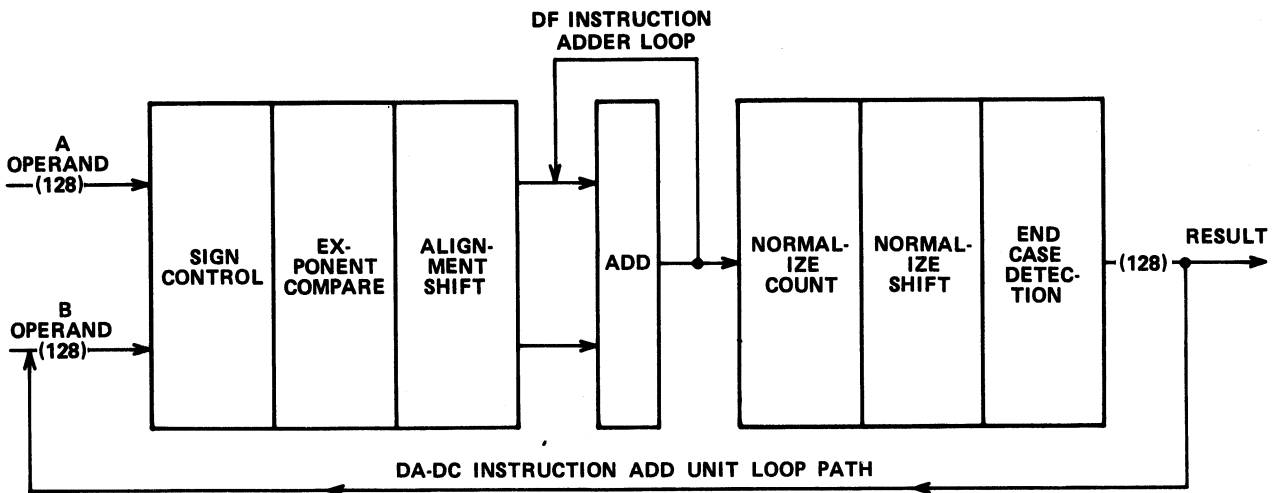 DF INSTRUCTION
ADDER LOOP
A
OPERAND
(128)
B
OPERAND
(128)
SIGN
CONTROL
EX-
PONENT
COMPARE
ALIGN-
MENT
SHIFT
ADD
NORMAL-
IZE
COUNT
NORMAL-
IZE
SHIFT
END
CASE
DETEC-
TION
(128)
RESULT
DA-DC INSTRUCTION ADD UNIT LOOP PATH